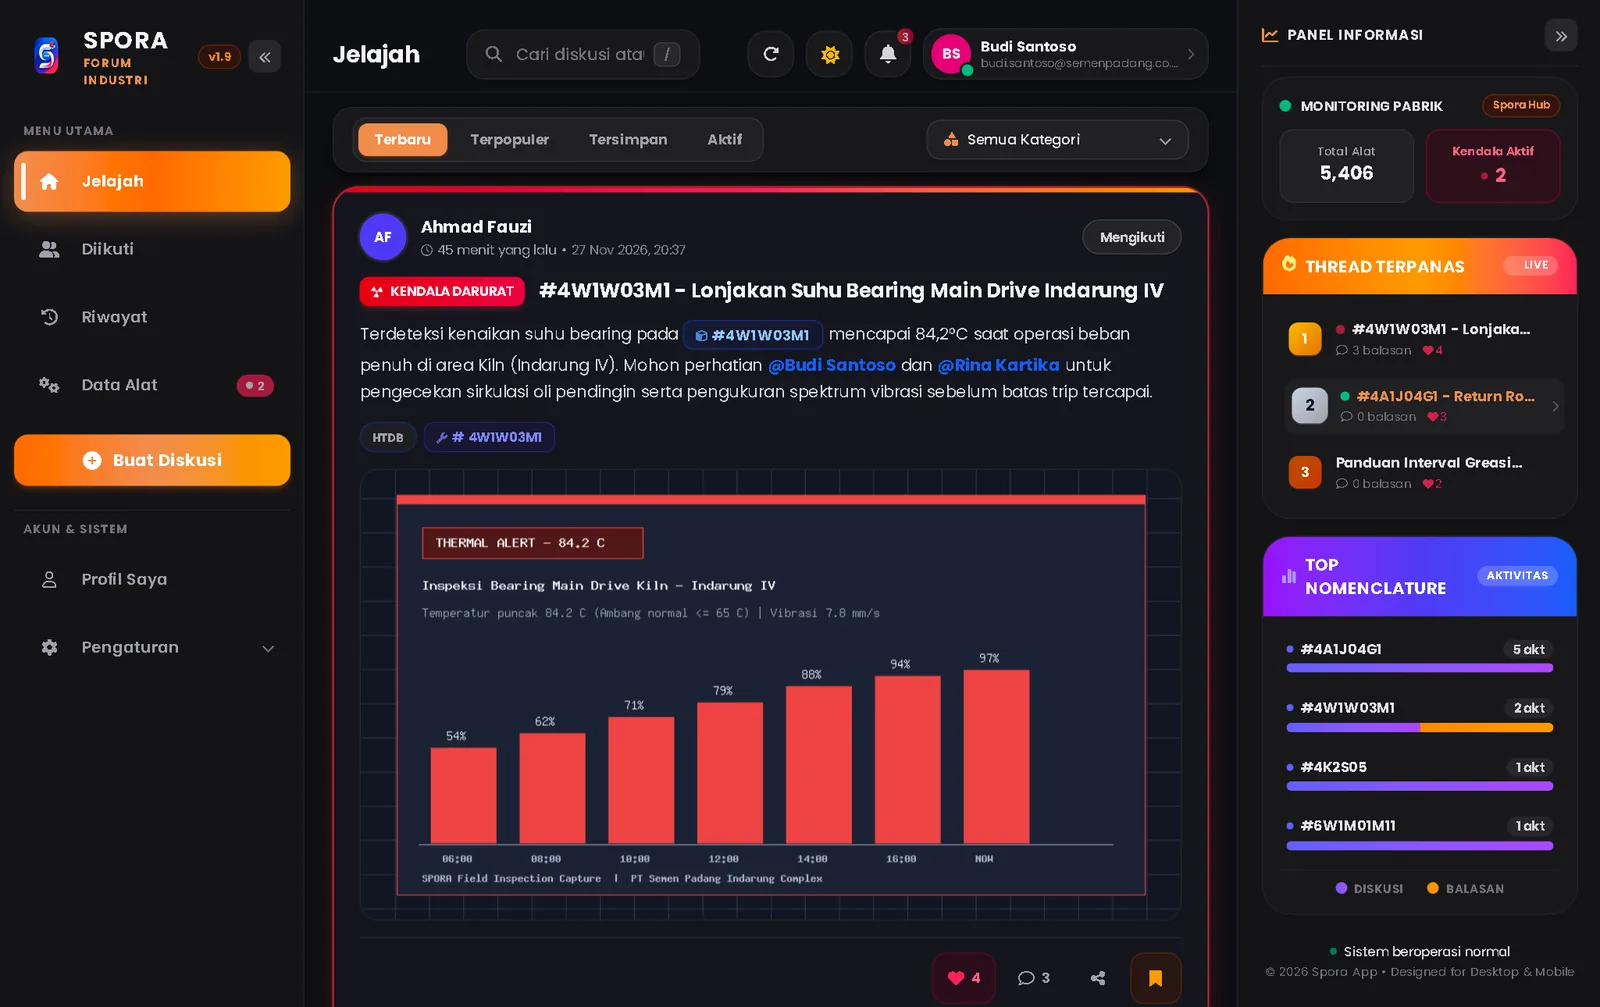 SPORA
FORUM
INDUSTRI
v1.9
MENU UTAMA
Jelajah
Diikuti
Riwayat
Data Alat
2
Buat Diskusi
AKUN & SISTEM
Profil Saya
Pengaturan
Jelajah
Cari diskusi ata
/
3
BS
Budi Santoso
budi.santoso@semenpadang.co...
Terbaru
Terpopuler
Tersimpan
Aktif
Semua Kategori
AF
Ahmad Fauzi
45 menit yang lalu • 27 Nov 2026, 20:37
Mengikuti
KENDALA DARURAT
#4W1W03M1 - Lonjakan Suhu Bearing Main Drive Indarung IV
Terdeteksi kenaikan suhu bearing pada #4W1W03M1 mencapai 84,2°C saat operasi beban
penuh di area Kiln (Indarung IV). Mohon perhatian @Budi Santoso dan @Rina Kartika untuk
pengecekan sirkulasi oli pendingin serta pengukuran spektrum vibrasi sebelum batas trip tercapai.
HTDB
# 4W1W03M1
THERMAL ALERT - 84.2 C
Inspeksi Bearing Main Drive Kiln - Indarung IV
Temperatur puncak 84.2 C (Ambang normal <= 65 C) | Vibrasi 7.8 mm/s
54%
62%
71%
79%
88%
94%
97%
06:00
08:00
10:00
12:00
14:00
16:00
NOW
SPORA Field Inspection Capture | PT Semen Padang Indarung Complex
4
3
PANEL INFORMASI
MONITORING PABRIK
Spora Hub
Total Alat
5,406
Kendala Aktif
2
THREAD TERPANAS
LIVE
1
#4W1W03M1 - Lonjaka...
3 balasan
4
2
#4A1J04G1 - Return Ro...
0 balasan
3
3
Panduan Interval Greasi...
0 balasan
2
TOP
NOMENCLATURE
AKTIVITAS
#4A1J04G1
5 akt
#4W1W03M1
2 akt
#4K2S05
1 akt
#6W1M01M11
1 akt
DISKUSI
BALASAN
Sistem beroperasi normal
© 2026 Spora App • Designed for Desktop & Mobile